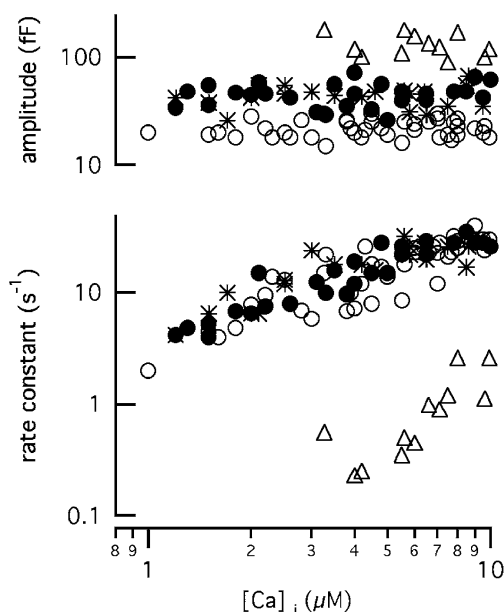 amplitude (fF)
100
10
rate constant (s⁻¹)
10
1
0.1
8 9 2 3 4 5 6 7 8 9
1 10
[Ca] i (μM)